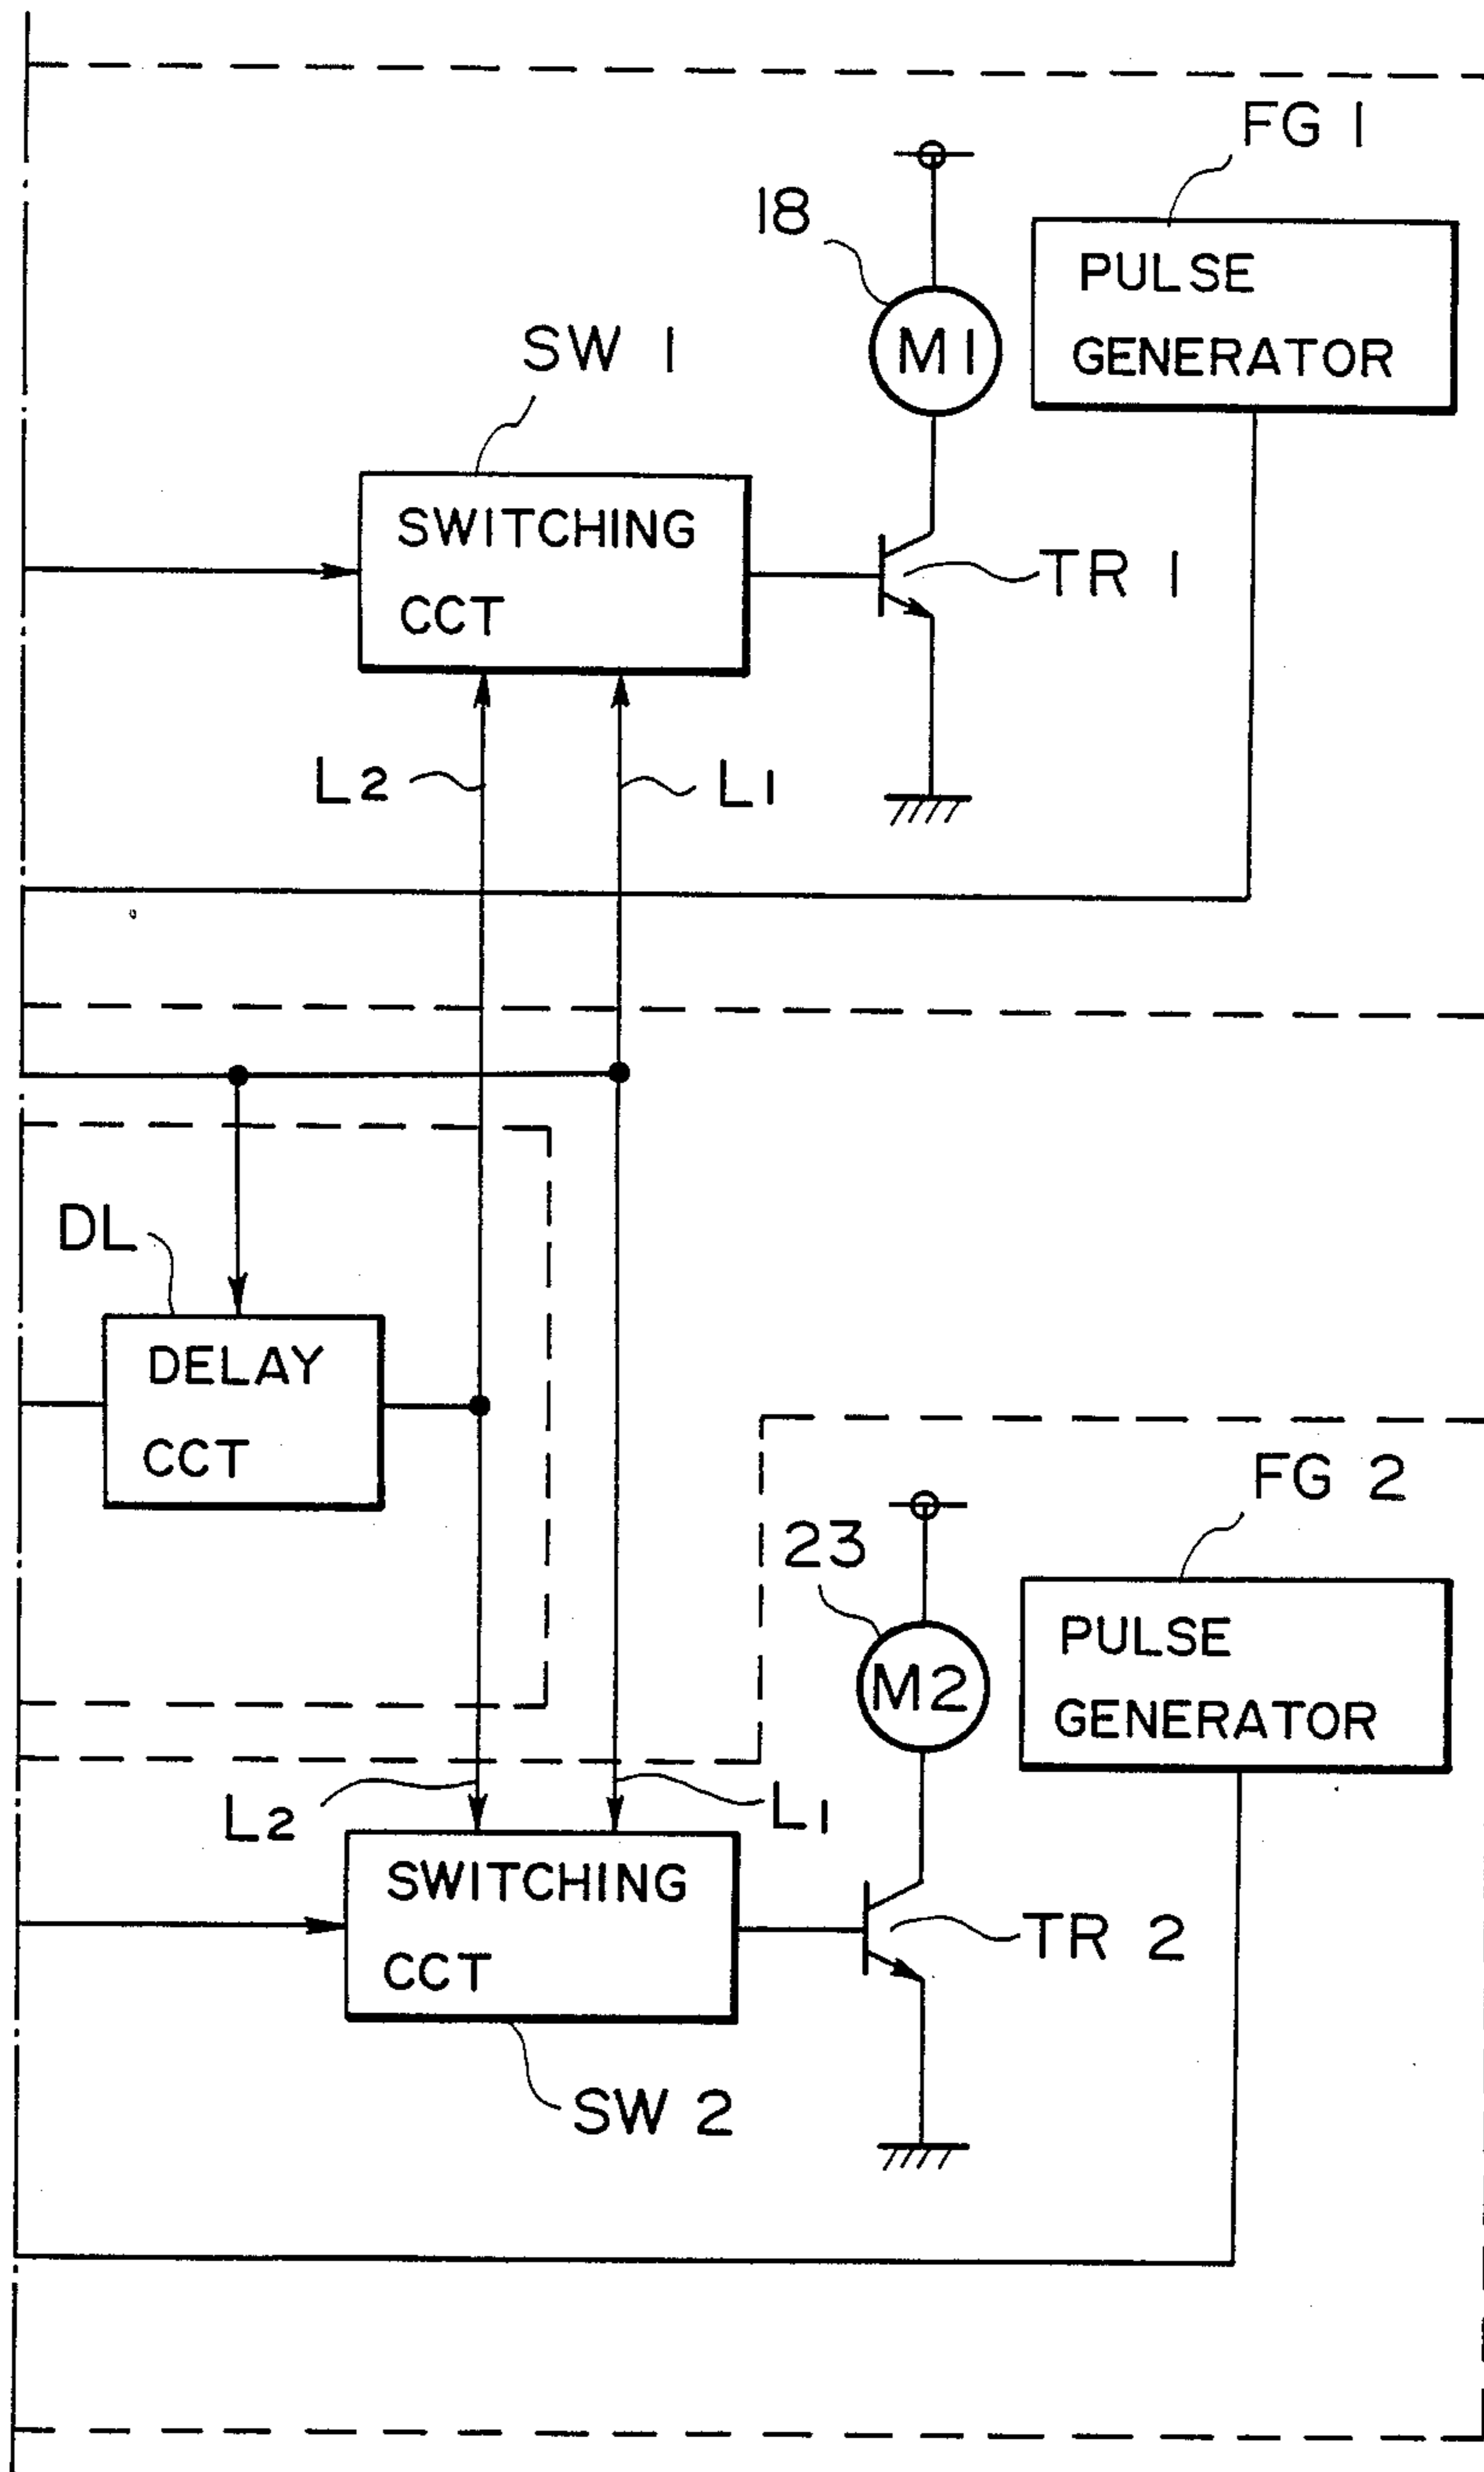 FG 1
18
PULSE
GENERATOR
M1
SW 1
SWITCHING
CCT
TR 1
L2
L1
DL
DELAY
CCT
FG 2
23
PULSE
GENERATOR
M2
L2
L1
SWITCHING
CCT
TR 2
SW 2